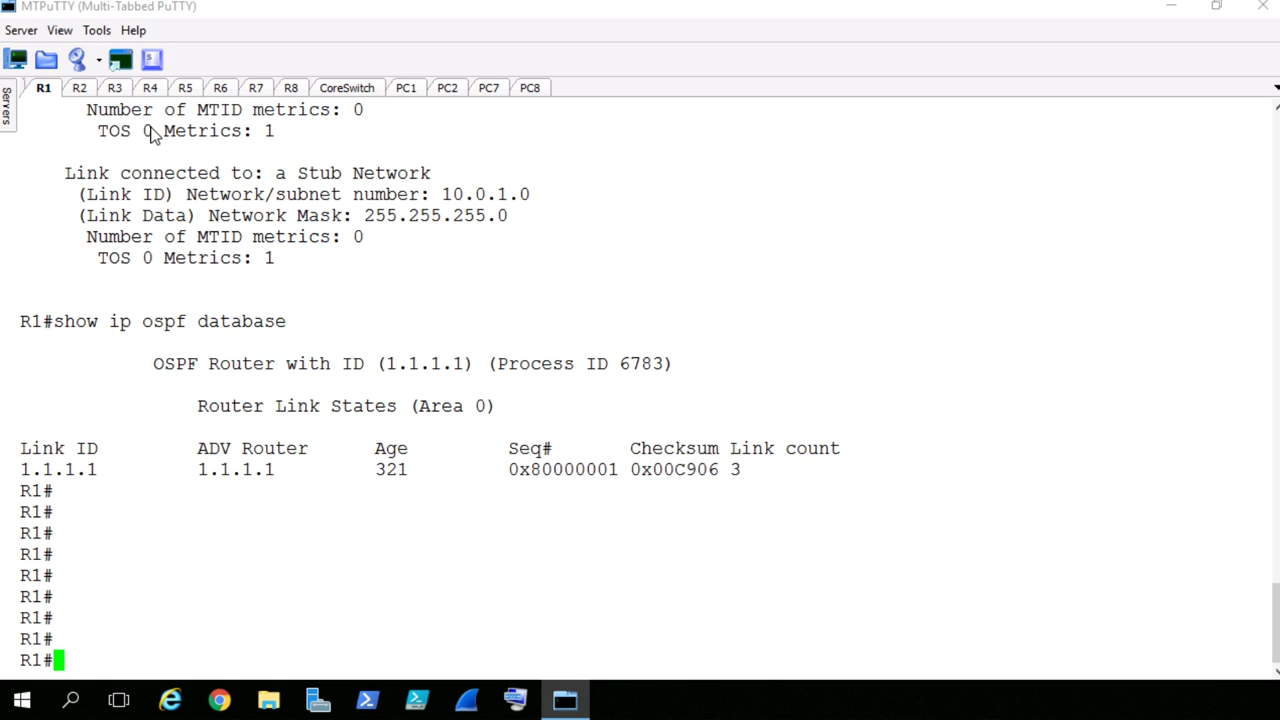 MTPuTTY (Multi-Tabbed PuTTY)
Server View Tools Help
R1 R2 R3 R4 R5 R6 R7 R8 CoreSwitch PC1 PC2 PC7 PC8
Servers
Number of MTID metrics: 0
TOS 0 Metrics: 1
Link connected to: a Stub Network
(Link ID) Network/subnet number: 10.0.1.0
(Link Data) Network Mask: 255.255.255.0
Number of MTID metrics: 0
TOS 0 Metrics: 1
R1#show ip ospf database
OSPF Router with ID (1.1.1.1) (Process ID 6783)
Router Link States (Area 0)
Link ID ADV Router Age Seq# Checksum Link count
1.1.1.1 1.1.1.1 321 0x80000001 0x00C906 3
R1#
R1#
R1#
R1#
R1#
R1#
R1#
R1#
R1#